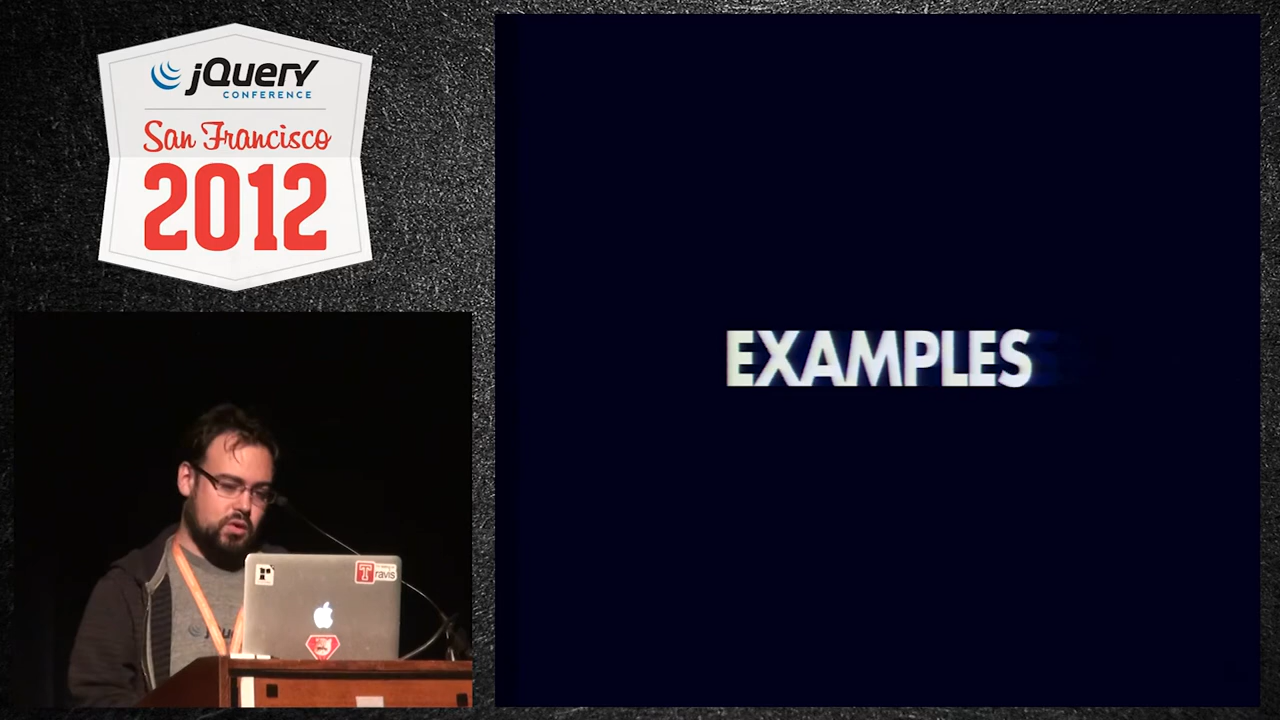 jQuery
CONFERENCE
San Francisco
2012
EXAMPLES
Travis